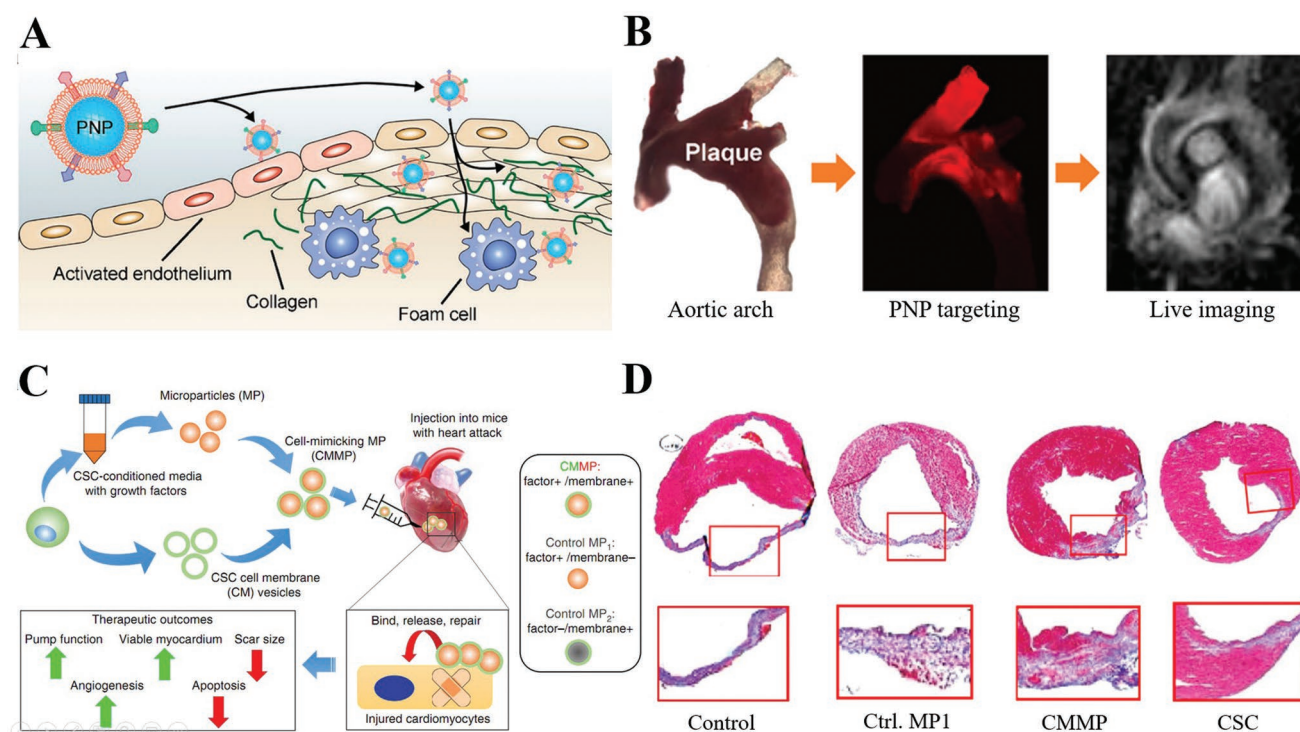 A
PNP
Activated endothelium
Collagen
Foam cell
B
Plaque
Aortic arch
PNP targeting
Live imaging
C
Microparticles (MP)
CSC-conditioned media
with growth factors
Cell-mimicking MP
(CMMP)
CSC cell membrane
(CM) vesicles
Injection into mice
with heart attack
CMMP:
factor+ /membrane+
Control MP₁:
factor+ /membrane–
Control MP₂:
factor–/membrane+
Therapeutic outcomes
Pump function
Viable myocardium
Scar size
Angiogenesis
Apoptosis
Bind, release, repair
Injured cardiomyocytes
D
Control
Ctrl. MP1
CMMP
CSC